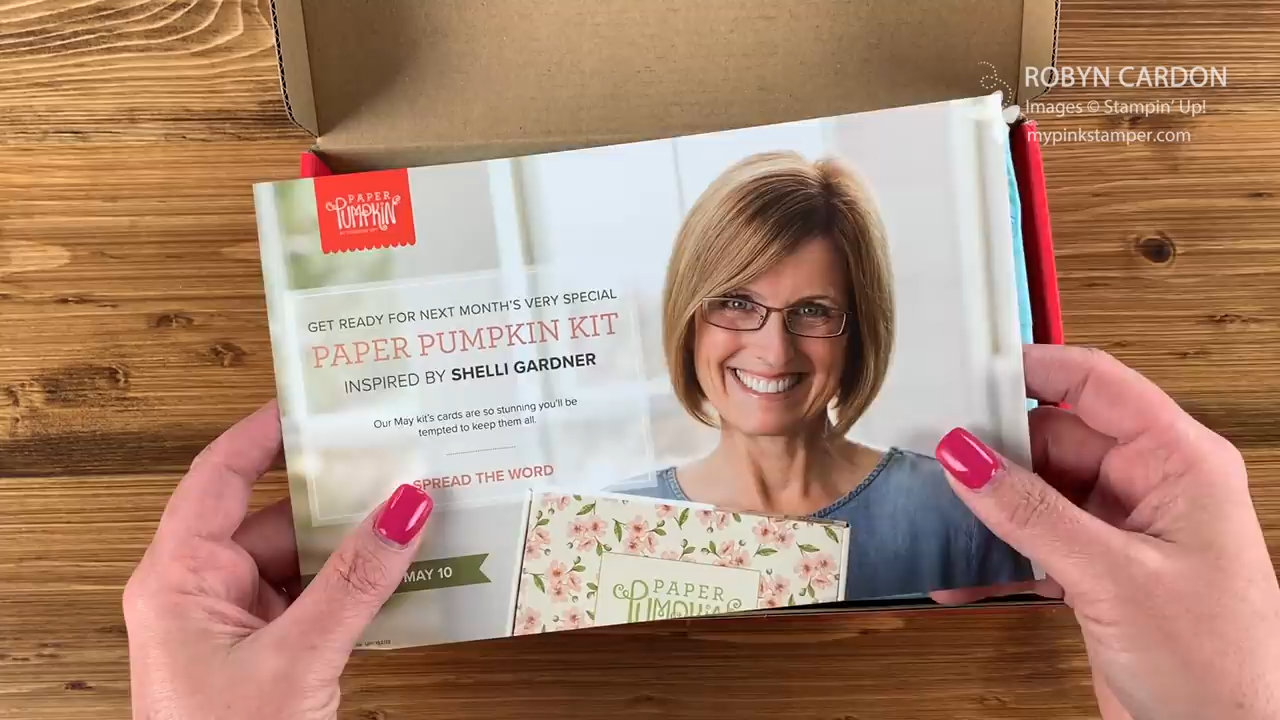 ROBYN CARDON
Images © Stampin' Up!
mypinkstamper.com
PAPER
PUMPKIN
GET READY FOR NEXT MONTH'S VERY SPECIAL
PAPER PUMPKIN KIT
INSPIRED BY SHELLI GARDNER
Our May kit's cards are so stunning you'll be
tempted to keep them all.
SPREAD THE WORD
MAY 10
PAPER
PUMPKIN